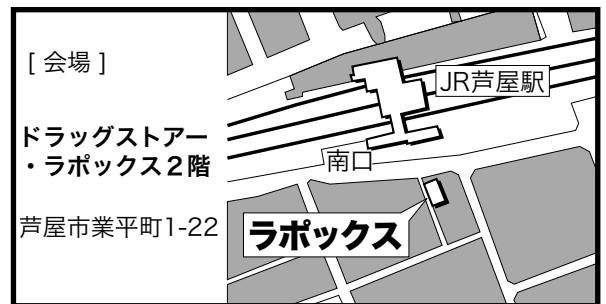 [ 会場 ]
ドラッグストアー
・ラポックス２階
芦屋市業平町1-22
JR芦屋駅
南口
ラポックス